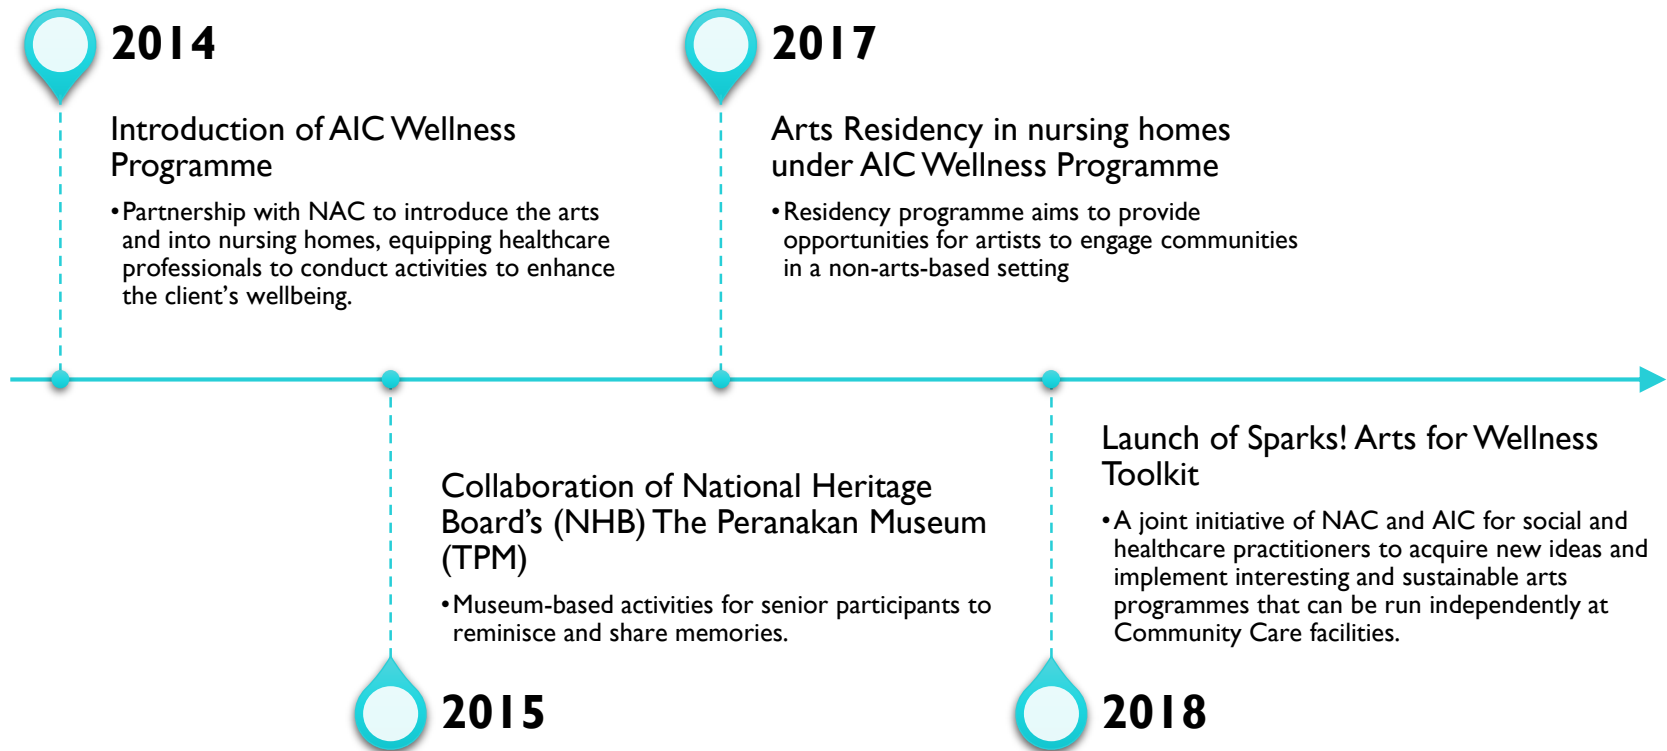 2014
Introduction of AIC Wellness
Programme
•Partnership with NAC to introduce the arts
and into nursing homes, equipping healthcare
professionals to conduct activities to enhance
the client’s wellbeing.
2017
Arts Residency in nursing homes
under AIC Wellness Programme
•Residency programme aims to provide
opportunities for artists to engage communities
in a non-arts-based setting
Collaboration of National Heritage
Board’s (NHB) The Peranakan Museum
(TPM)
•Museum-based activities for senior participants to
reminisce and share memories.
2015
Launch of Sparks! Arts for Wellness
Toolkit
•A joint initiative of NAC and AIC for social and
healthcare practitioners to acquire new ideas and
implement interesting and sustainable arts
programmes that can be run independently at
Community Care facilities.
2018